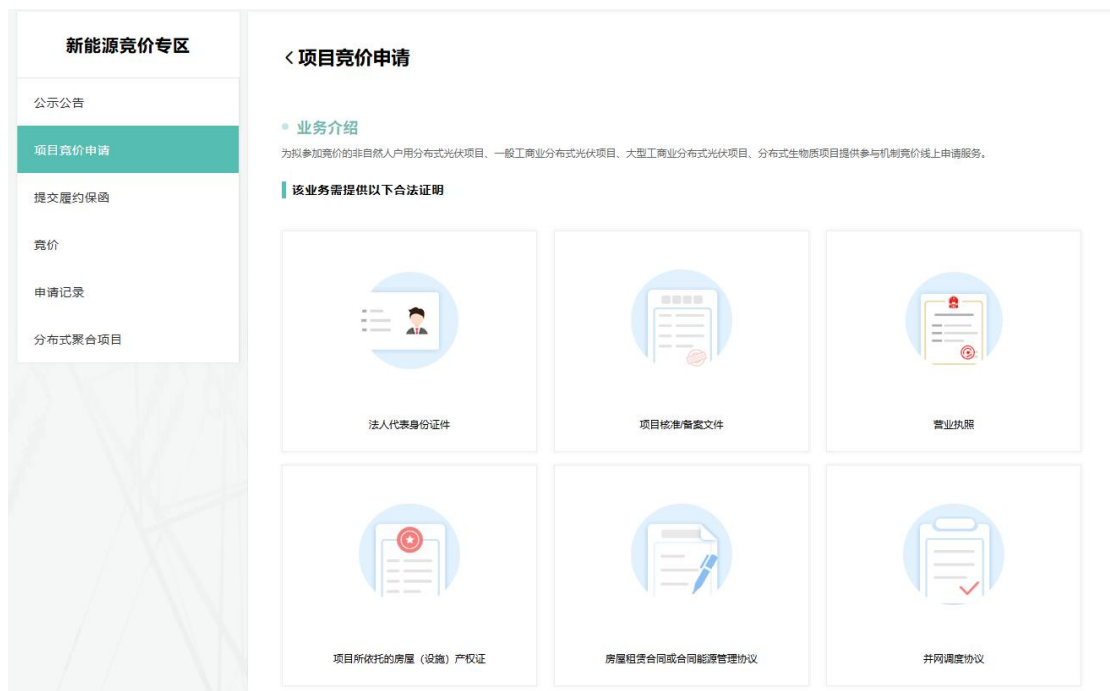 新能源竞价专区
公示公告
项目竞价申请
提交履约保函
竞价
申请记录
分布式聚合项目
<项目竞价申请
业务介绍
为拟参加竞价的非自然人户用分布式光伏项目、一般工商业分布式光伏项目、大型工商业分布式光伏项目、分布式生物质项目提供参与机制竞价线上申请服务。
该业务需提供以下合法证明
法人代表身份证件
项目核准/备案文件
营业执照
项目所依托的房屋（设施）产权证
房屋租赁合同或合同能源管理协议
并网调度协议